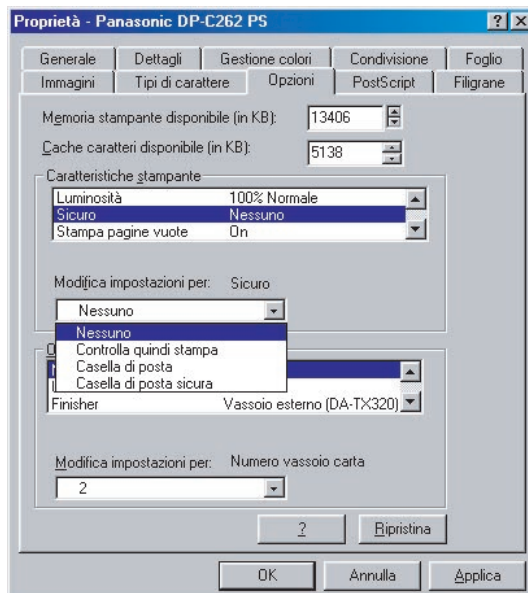 Proprietà - Panasonic DP-C262 PS
Generale Dettagli Gestione colori Condivisione Foglio
Immagini Tipi di carattere Opzioni PostScript Filigrane
Memoria stampante disponibile (in KB): 13406
Cache caratteri disponibile (in KB): 5138
Caratteristiche stampante
Luminosità 100% Normale
Sicuro Nessuno
Stampa pagine vuote On
Modifica impostazioni per: Sicuro
Nessuno
Nessuno
Controlla quindi stampa
Casella di posta
Casella di posta sicura
Finisher Vassoio esterno (DA-TX320)
Modifica impostazioni per: Numero vassoio carta
2
? Ripristina
OK Annulla Applica